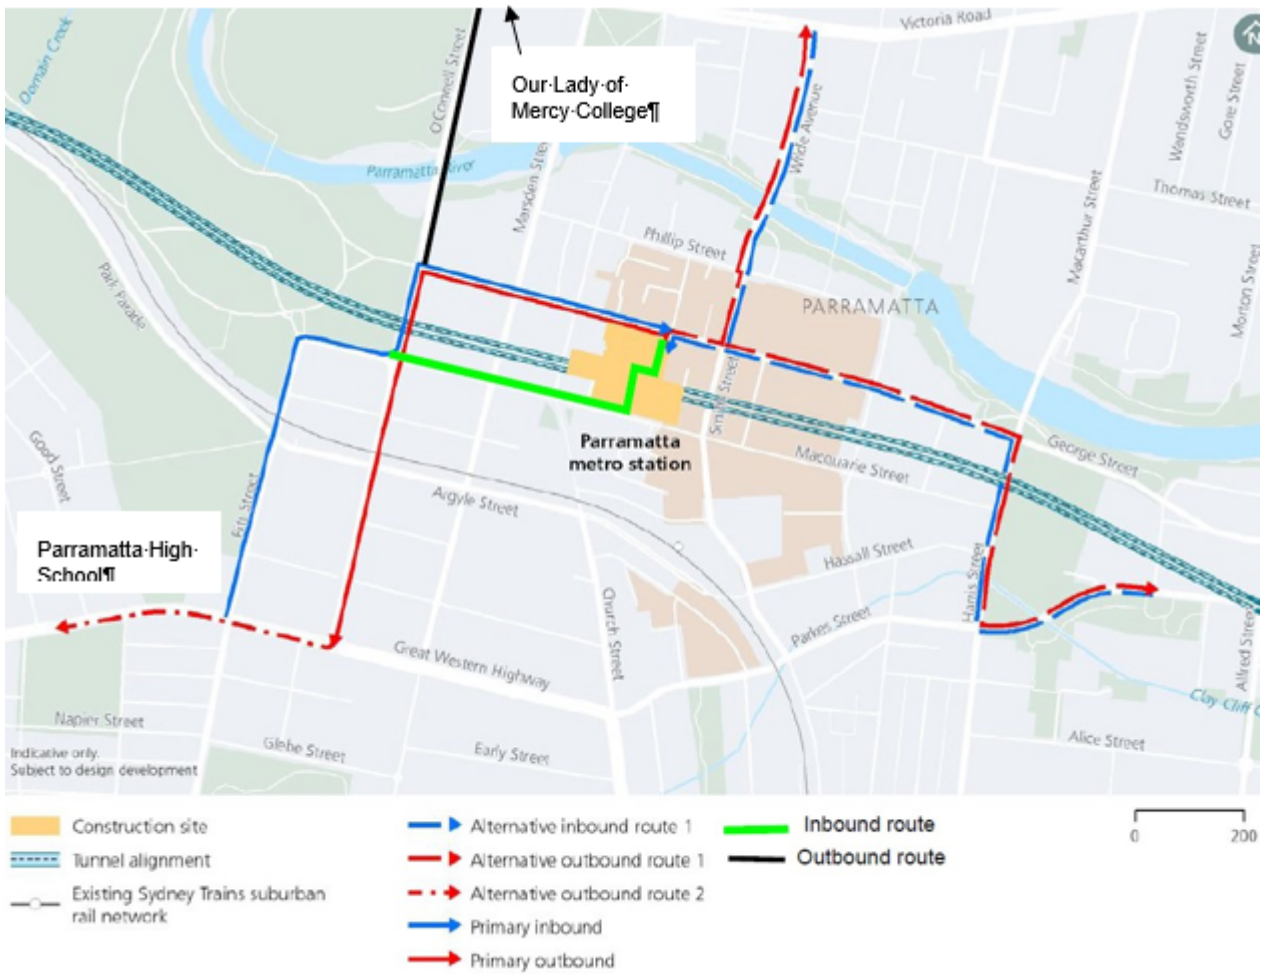 Victoria Road
N
Domain Creek
O'Connell Street
Our·Lady·of·
Mercy·College¶
Wilde Avenue
Wandsworth Street
Gore Street
Parramatta River
Marsden Street
Thomas Street
Macarthur Street
Phillip Street
Park Parade
PARRAMATTA
Morton Street
Smith Street
Parramatta
metro station
George Street
Macquarie Street
Good Street
Argyle Street
Pitt Street
Hassall Street
Parramatta·High·
School¶
Harris Street
Church Street
Parkes Street
Great Western Highway
Alfred Street
Clay Cliff C
Napier Street
Glebe Street
Early Street
Alice Street
Indicative only.
Subject to design development
Construction site
Tunnel alignment
Existing Sydney Trains suburban
rail network
Alternative inbound route 1
Alternative outbound route 1
Alternative outbound route 2
Primary inbound
Primary outbound
Inbound route
Outbound route
0 200